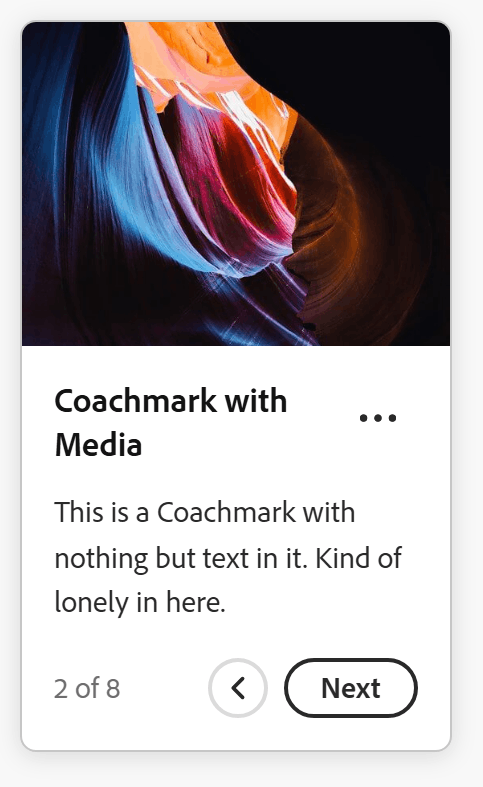 Coachmark with
Media
This is a Coachmark with
nothing but text in it. Kind of
lonely in here.
2 of 8
Next